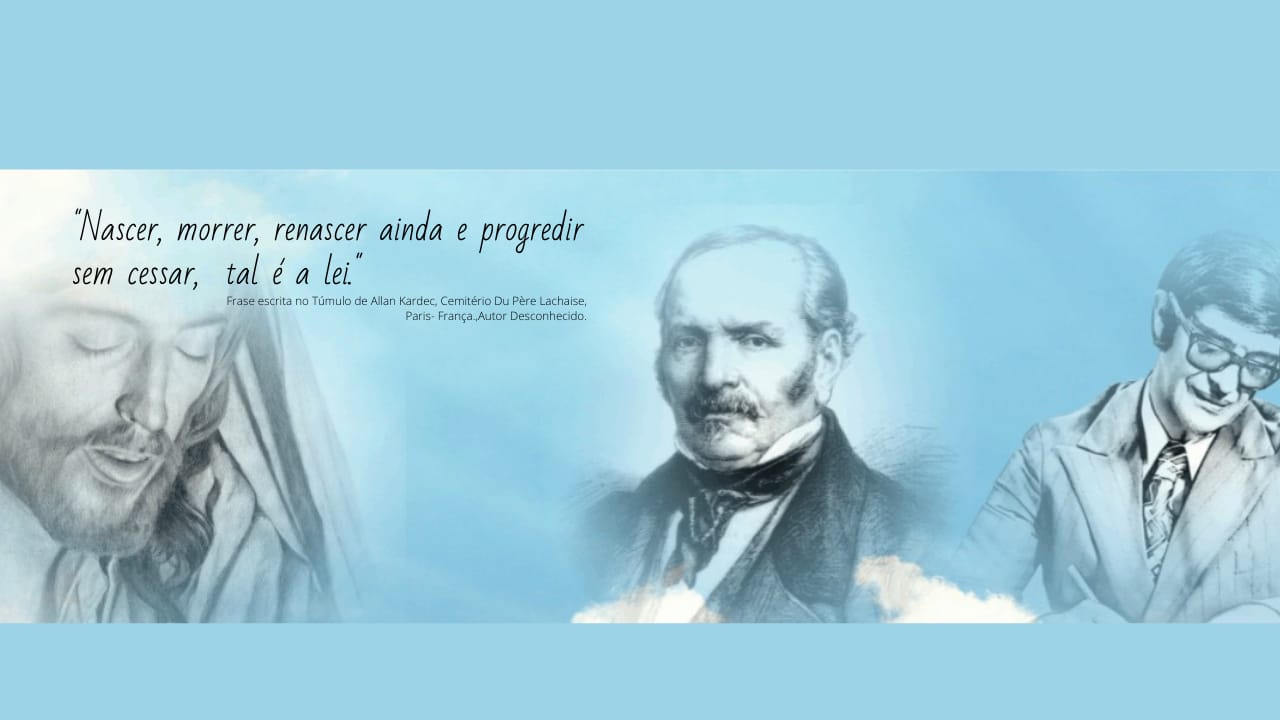 "Nascer, morrer, renascer ainda e progredir
sem cessar, tal é a lei."
Frase escrita no Túmulo de Allan Kardec, Cemitério Du Père Lachaise,
Paris- França.,Autor Desconhecido.